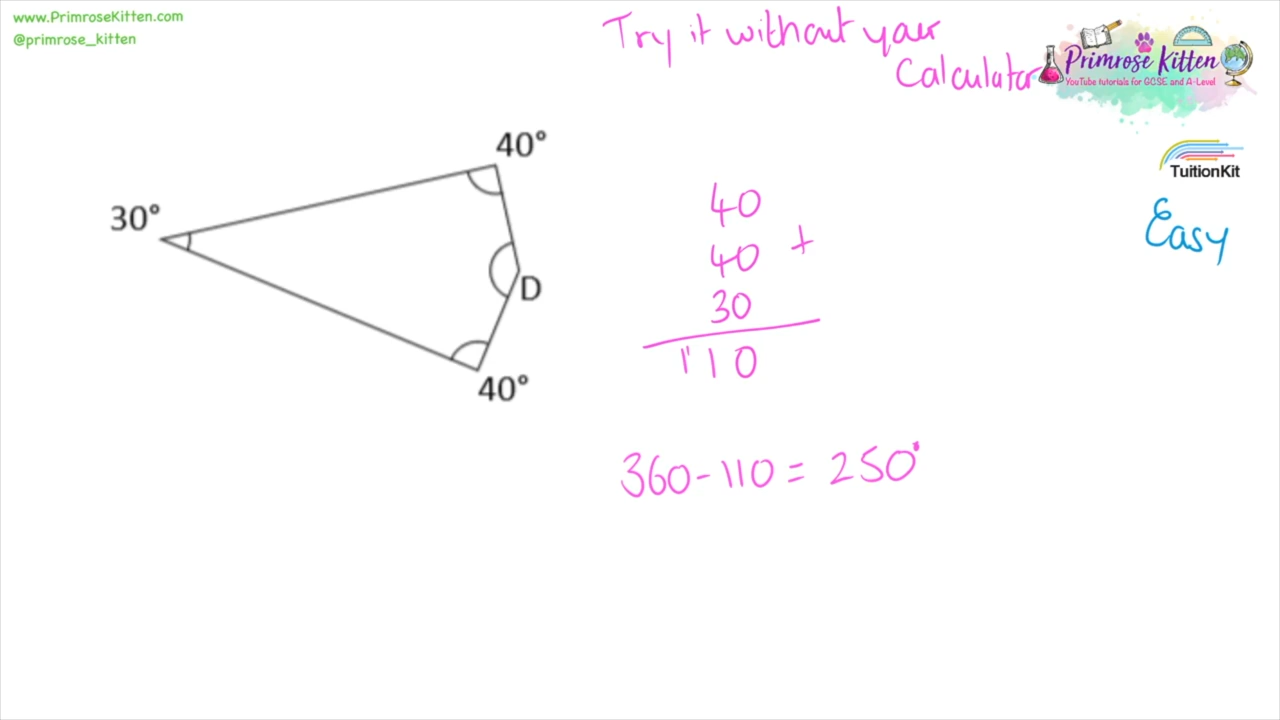 www.PrimroseKitten.com
@primrose_kitten
Try it without your
Calculator
Primrose Kitten
YouTube tutorials for GCSE and A-Level
TuitionKit
Easy
40°
30°
D
40°
40
40 +
30
110
360-110 = 250°